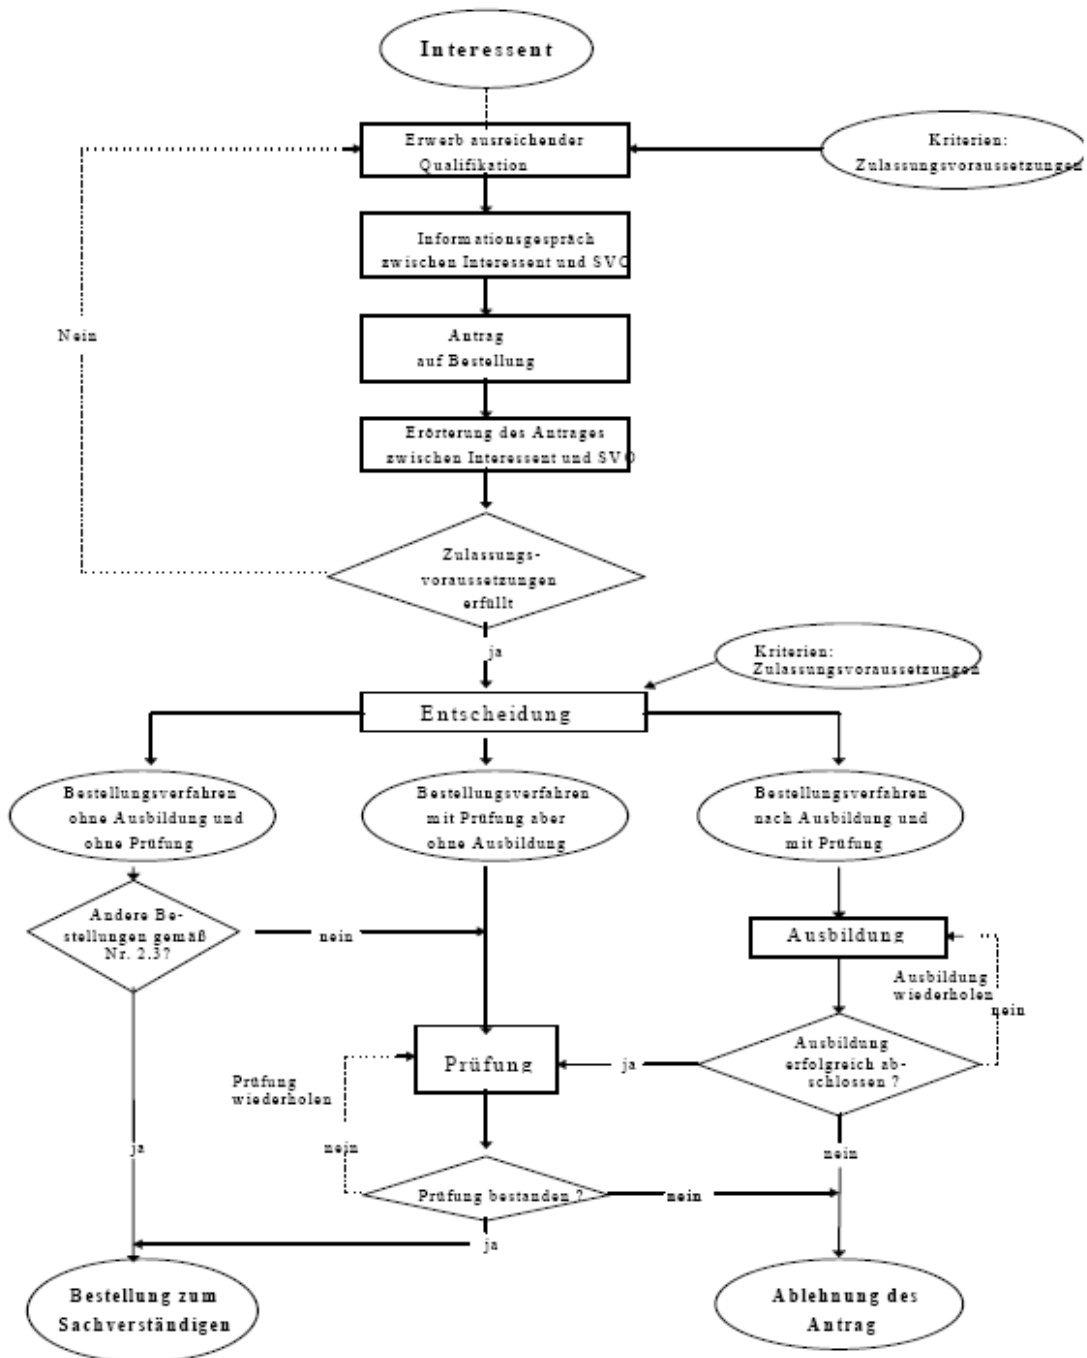 Interessent
Erwerb ausreichender
Qualifikation
Kriterien:
Zulassungsvoraussetzungen
Informationsgespräch
zwischen Interessent und SVO
Nein
Antrag
auf Bestellung
Erörterung des Antrages
zwischen Interessent und SVO
Zulassungs-
voraussetzungen
erfüllt
ja
Kriterien:
Zulassungsvoraussetzungen
Entscheidung
Bestellungsverfahren
ohne Ausbildung und
ohne Prüfung
Bestellungsverfahren
mit Prüfung aber
ohne Ausbildung
Bestellungsverfahren
nach Ausbildung und
mit Prüfung
Andere Be-
stellungen gemäß
Nr. 2.3?
nein
Ausbildung
Ausbildung
wiederholen
nein
Prüfung
ja
Ausbildung
erfolgreich ab-
schlossen ?
Prüfung
wiederholen
ja
nein
nein
Prüfung bestanden ?
nein
ja
Bestellung zum
Sachverständigen
Ablehnung des
Antrag